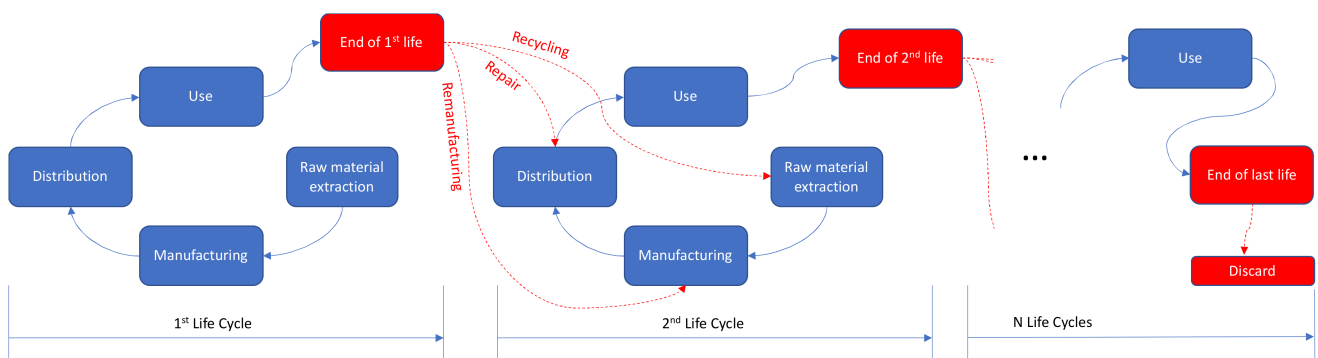 End of 1st life
Use
Distribution
Raw material
extraction
Manufacturing
1st Life Cycle
Recycling
Repair
Remanufacturing
End of 2nd life
Use
Distribution
Raw material
extraction
Manufacturing
2nd Life Cycle
...
Use
End of last life
Discard
N Life Cycles